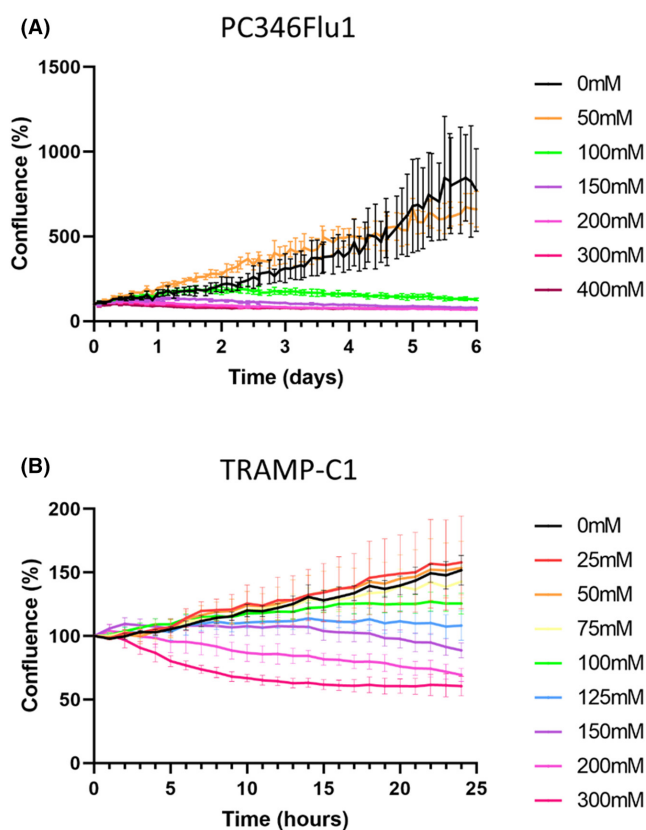 (A)
PC346Flu1
1500
1000
500
0
Confluence (%)
0 1 2 3 4 5 6
Time (days)
0mM
50mM
100mM
150mM
200mM
300mM
400mM
(B)
TRAMP-C1
200
150
100
50
0
Confluence (%)
0 5 10 15 20 25
Time (hours)
0mM
25mM
50mM
75mM
100mM
125mM
150mM
200mM
300mM